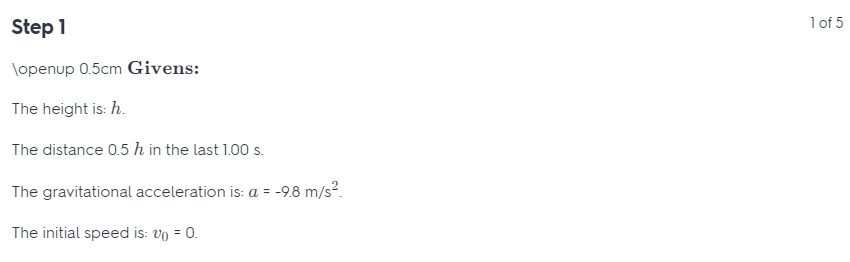 Step 1 1 of 5
\openup 0.5cm Givens:
The height is: h.
The distance 0.5 h in the last 1.00 s.
The gravitational acceleration is: a = -9.8 m/s².
The initial speed is: v₀ = 0.